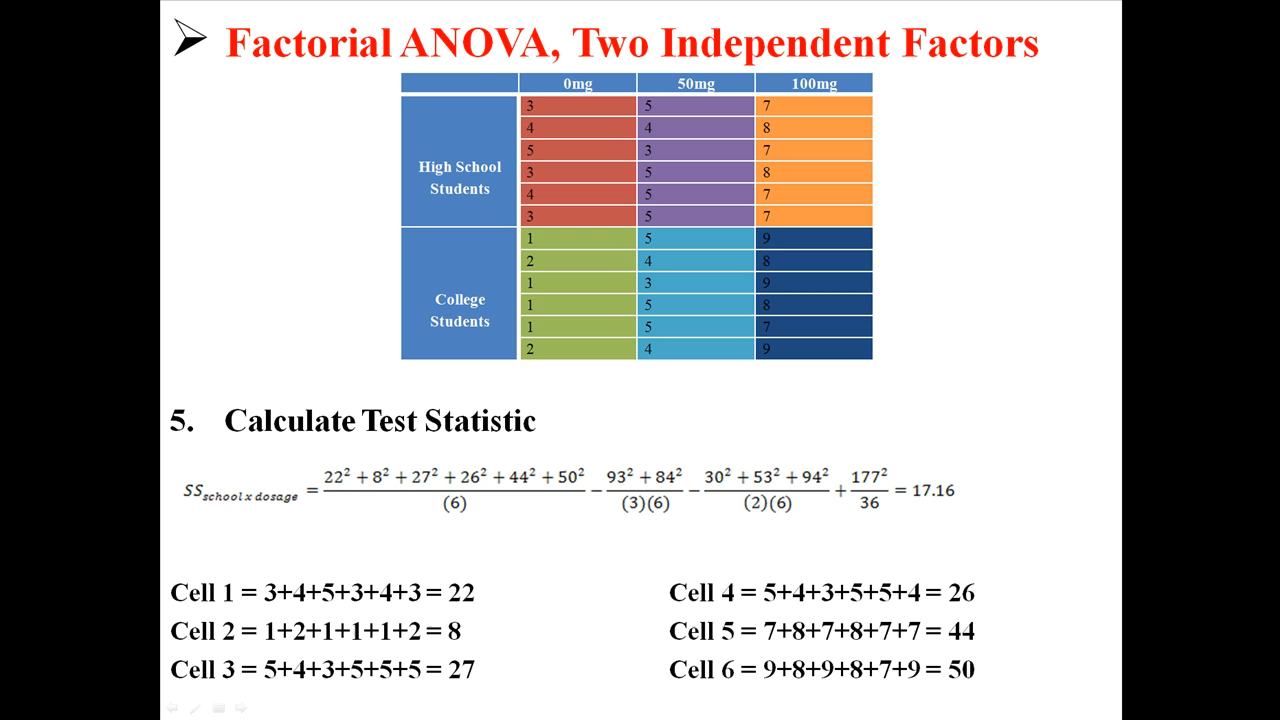 Factorial ANOVA, Two Independent Factors
0mg 50mg 100mg
3 5 7
4 4 8
5 3 7
High School Students
3 5 8
4 5 7
3 5 7
1 5 9
2 4 8
1 3 9
College Students
1 5 8
1 5 7
2 4 9
5. Calculate Test Statistic
SS_{school x dosage} = \frac{22² + 8² + 27² + 26² + 44² + 50²}{(6)} − \frac{93² + 84²}{(3)(6)} − \frac{30² + 53² + 94²}{(2)(6)} + \frac{177²}{36} = 17.16
Cell 1 = 3+4+5+3+4+3 = 22
Cell 2 = 1+2+1+1+1+2 = 8
Cell 3 = 5+4+3+5+5+5 = 27
Cell 4 = 5+4+3+5+5+4 = 26
Cell 5 = 7+8+7+8+7+7 = 44
Cell 6 = 9+8+9+8+7+9 = 50